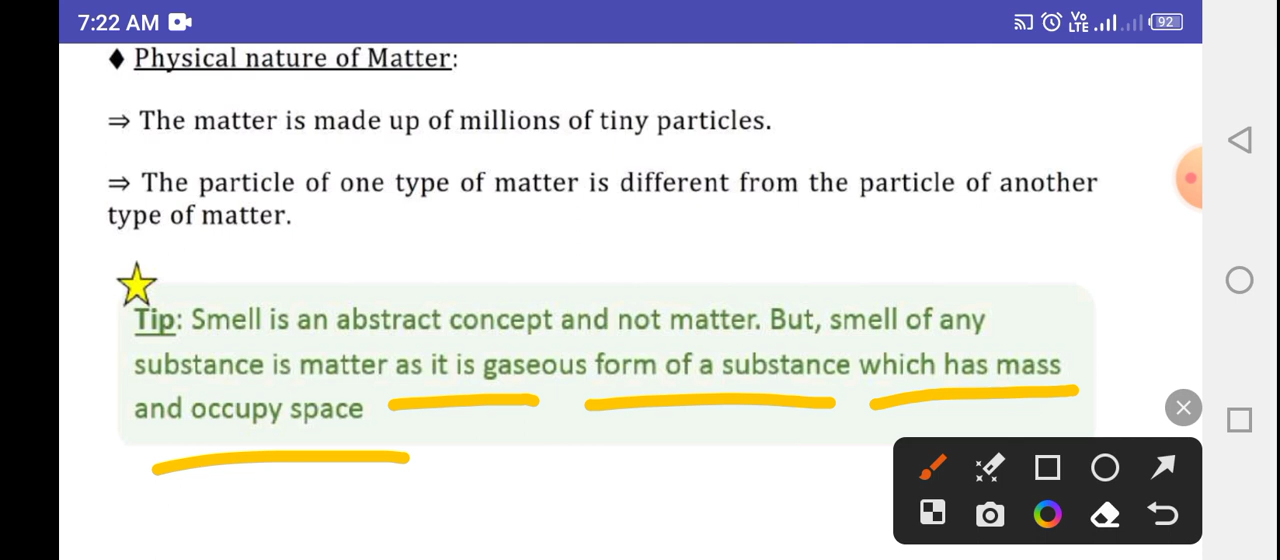 7:22 AM
Vo
LTE
92
♦ Physical nature of Matter:
⇒ The matter is made up of millions of tiny particles.
⇒ The particle of one type of matter is different from the particle of another
type of matter.
Tip: Smell is an abstract concept and not matter. But, smell of any
substance is matter as it is gaseous form of a substance which has mass
and occupy space